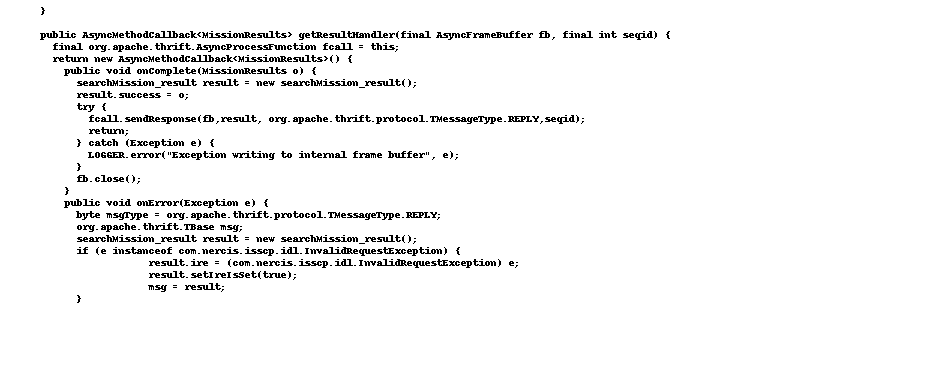 }
public AsyncMethodCallback<MissionResults> getResultHandler(final AsyncFrameBuffer fb, final int seqid) {
final org.apache.thrift.AsyncProcessFunction fcall = this;
return new AsyncMethodCallback<MissionResults>() {
public void onComplete(MissionResults o) {
searchMission_result result = new searchMission_result();
result.success = o;
try {
fcall.sendResponse(fb,result, org.apache.thrift.protocol.TMessageType.REPLY,seqid);
return;
} catch (Exception e) {
LOGGER.error("Exception writing to internal frame buffer", e);
}
fb.close();
}
public void onError(Exception e) {
byte msgType = org.apache.thrift.protocol.TMessageType.REPLY;
org.apache.thrift.TBase msg;
searchMission_result result = new searchMission_result();
if (e instanceof com.nercis.isscp.idl.InvalidRequestException) {
result.ire = (com.nercis.isscp.idl.InvalidRequestException) e;
result.setIreIsSet(true);
msg = result;
}